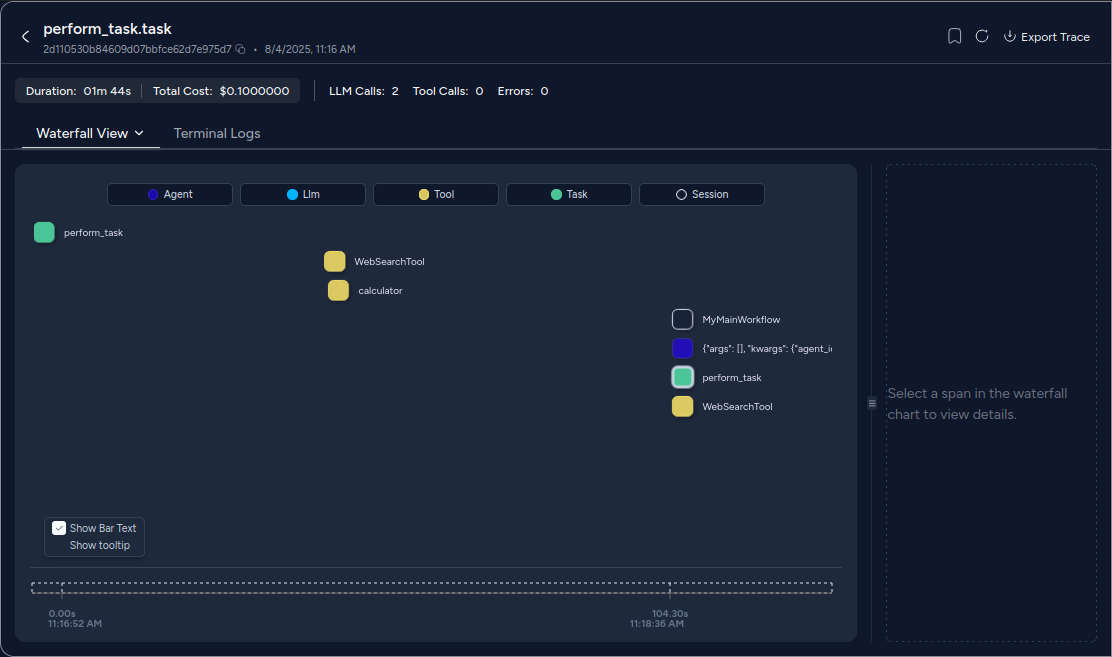 perform_task.task
2d110530b84609d07bbfce62d7e975d7 • 8/4/2025, 11:16 AM
Export Trace
Duration: 01m 44s Total Cost: $0.1000000 LLM Calls: 2 Tool Calls: 0 Errors: 0
Waterfall View Terminal Logs
Agent Llm Tool Task Session
perform_task
WebSearchTool
calculator
MyMainWorkflow
{"args": [], "kwargs": {"agent_i
perform_task
WebSearchTool
Select a span in the waterfall
chart to view details.
Show Bar Text
Show tooltip
0.00s 104.30s
11:16:52 AM 11:18:36 AM